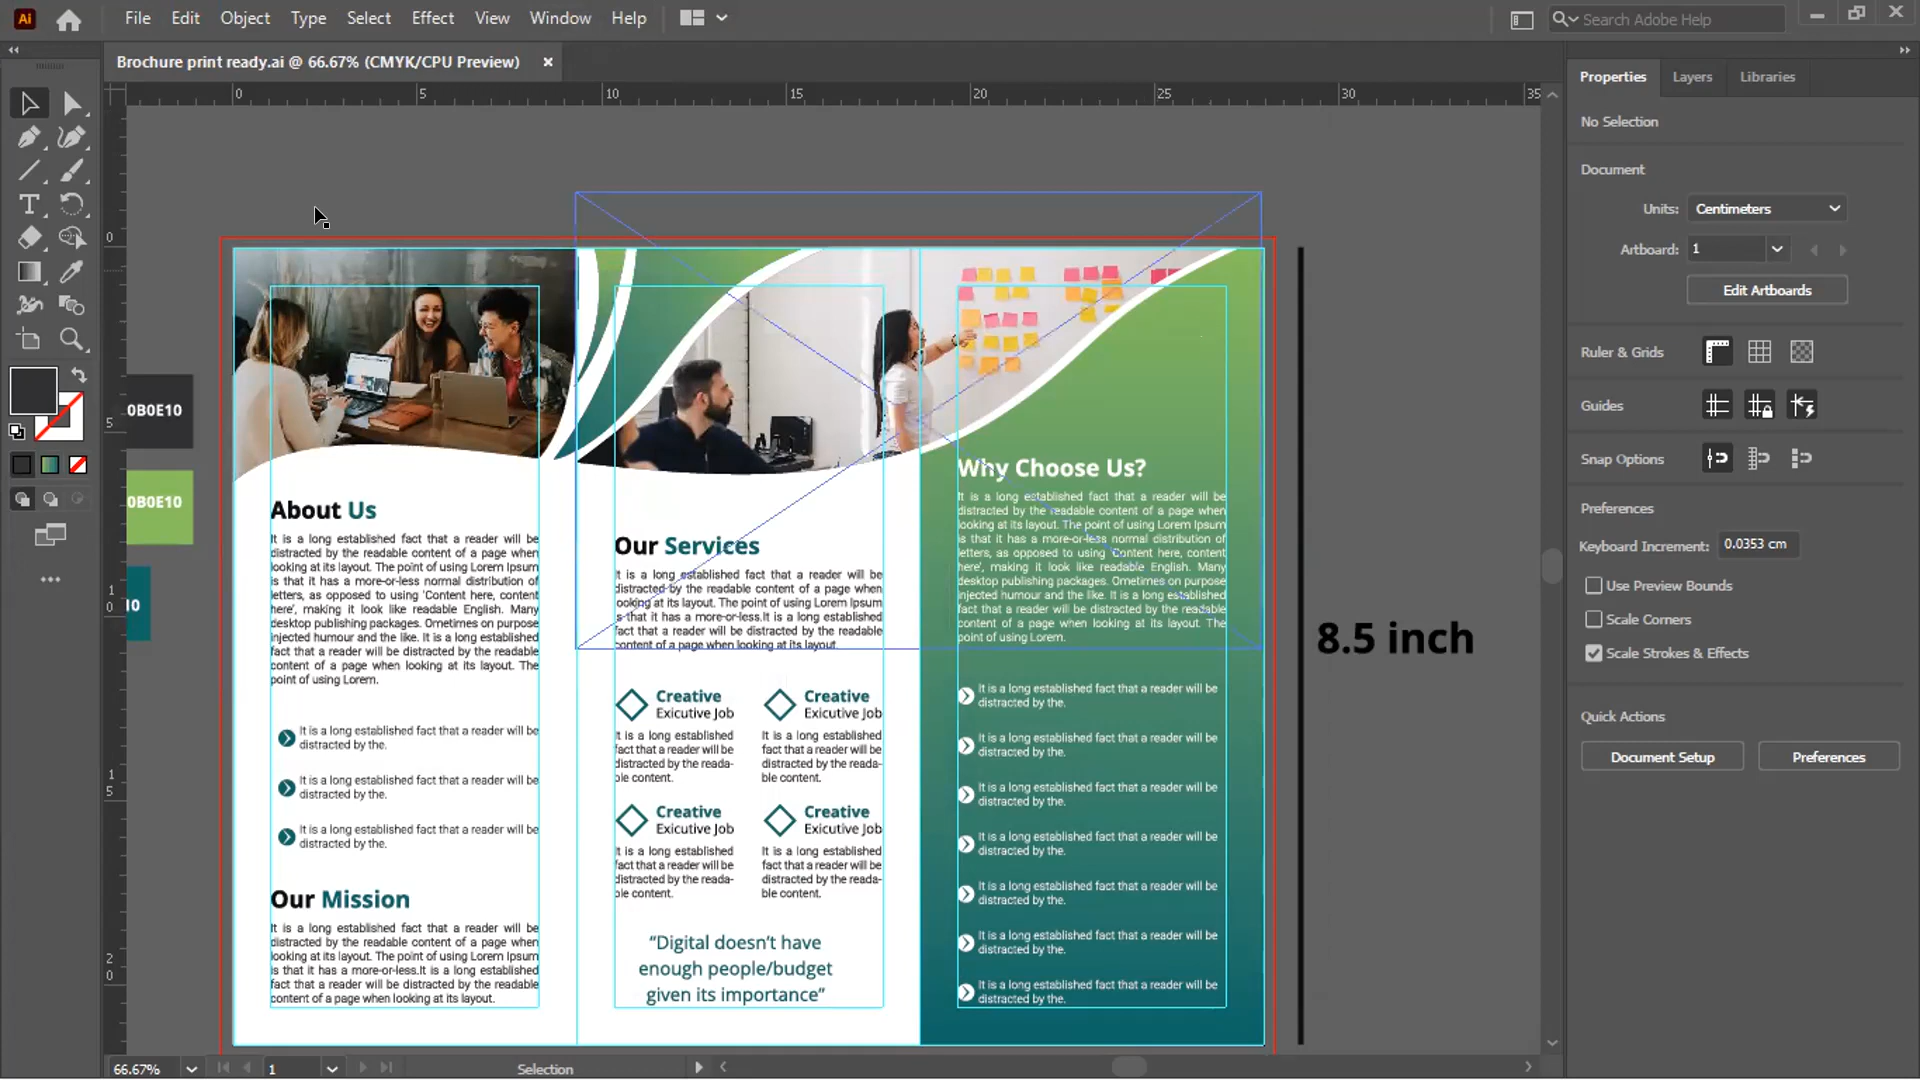 Ai
File Edit Object Type Select Effect View Window Help
Search Adobe Help
Brochure print ready.ai @ 66.67% (CMYK/CPU Preview)
0 5 10 15 20 25 30 35
0
5
1
0
1
5
2
0
0B0E10
0B0E10
10
About Us
It is a long established fact that a reader will be
distracted by the readable content of a page when
looking at its layout. The point of using Lorem Ipsum
is that it has a more-or-less normal distribution of
letters, as opposed to using 'Content here, content
here', making it look like readable English. Many
desktop publishing packages. Ometimes on purpose
injected humour and the like. It is a long established
fact that a reader will be distracted by the readable
content of a page when looking at its layout. The
point of using Lorem.
It is a long established fact that a reader will be
distracted by the.
It is a long established fact that a reader will be
distracted by the.
It is a long established fact that a reader will be
distracted by the.
Our Mission
It is a long established fact that a reader will be
distracted by the readable content of a page when
looking at its layout. The point of using Lorem Ipsum
is that it has a more-or-less.It is a long established
fact that a reader will be distracted by the readable
content of a page when looking at its layout.
Our Services
It is a long established fact that a reader will be
distracted by the readable content of a page when
looking at its layout. The point of using Lorem Ipsum
is that it has a more-or-less.It is a long established
fact that a reader will be distracted by the readable
content of a page when looking at its layout.
Creative
Exicutive Job
It is a long established
fact that a reader will be
distracted by the reada-
ble content.
Creative
Exicutive Job
It is a long established
fact that a reader will be
distracted by the reada-
ble content.
Creative
Exicutive Job
It is a long established
fact that a reader will be
distracted by the reada-
ble content.
Creative
Exicutive Job
It is a long established
fact that a reader will be
distracted by the reada-
ble content.
“Digital doesn’t have
enough people/budget
given its importance”
Why Choose Us?
It is a long established fact that a reader will be
distracted by the readable content of a page when
looking at its layout. The point of using Lorem Ipsum
is that it has a more-or-less normal distribution of
letters, as opposed to using 'Content here, content
here', making it look like readable English. Many
desktop publishing packages. Ometimes on purpose
injected humour and the like. It is a long established
fact that a reader will be distracted by the readable
content of a page when looking at its layout. The
point of using Lorem.
It is a long established fact that a reader will be
distracted by the.
It is a long established fact that a reader will be
distracted by the.
It is a long established fact that a reader will be
distracted by the.
It is a long established fact that a reader will be
distracted by the.
It is a long established fact that a reader will be
distracted by the.
It is a long established fact that a reader will be
distracted by the.
It is a long established fact that a reader will be
distracted by the.
8.5 inch
Properties Layers Libraries
No Selection
Document
Units: Centimeters
Artboard: 1
Edit Artboards
Ruler & Grids
Guides
Snap Options
Preferences
Keyboard Increment: 0.0353 cm
Use Preview Bounds
Scale Corners
Scale Strokes & Effects
Quick Actions
Document Setup Preferences
66.67% 1 Selection